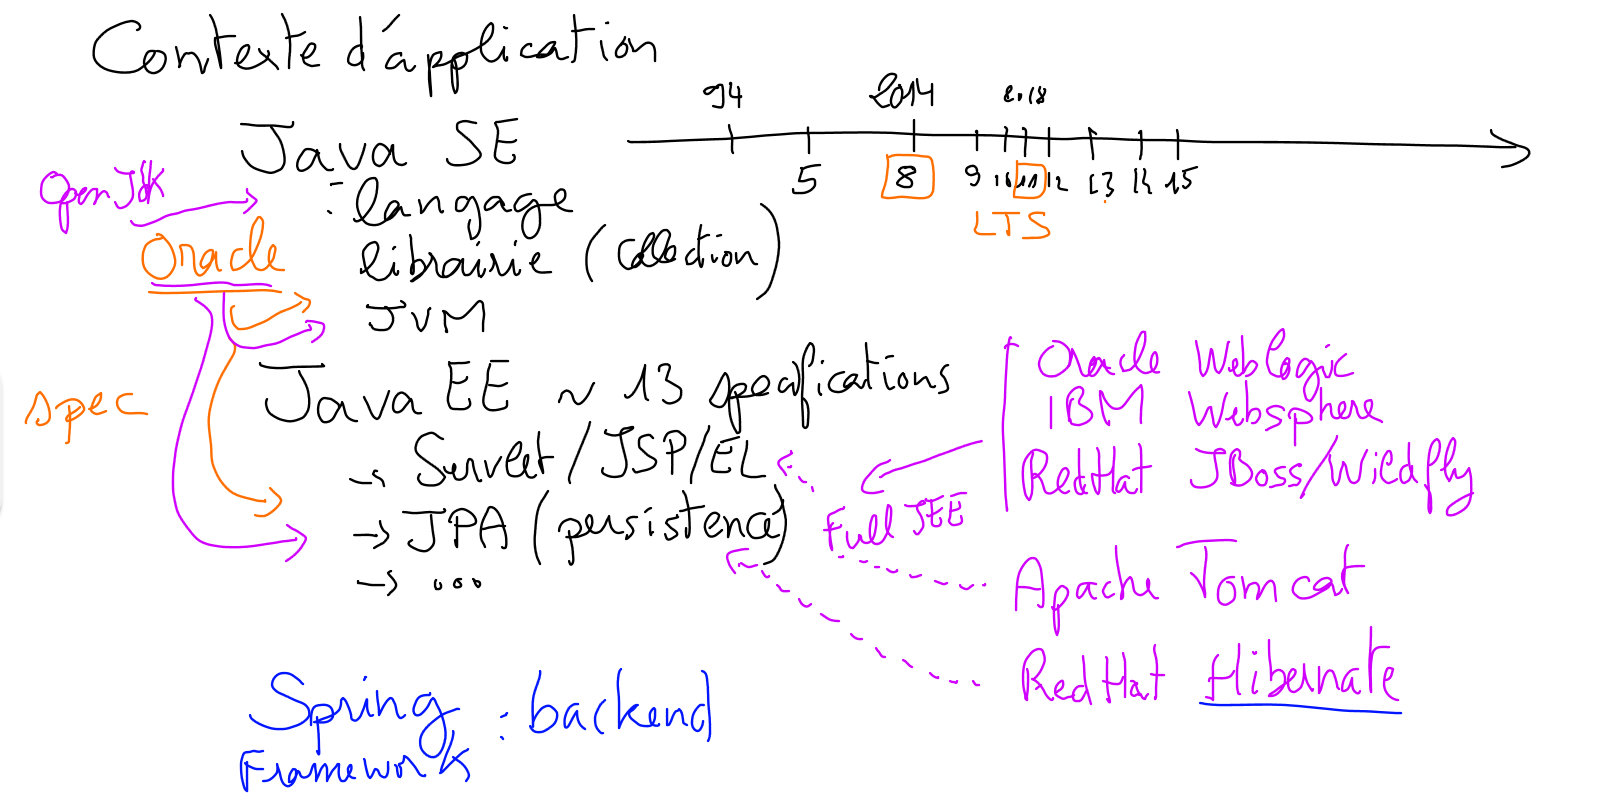 Contexte d'application
94 2014 2018
Java SE
5 8 9 10 11 12 13 14 15
LTS
OpenJdk
: langage
Oracle
librairie (Collection)
JVM
Java EE ~ 13 specifications
spec
→ Servlet/JSP/EL
→ JPA (persistence)
→ ...
Oracle Weblogic
IBM Websphere
RedHat JBoss/Wildfly
Full JEE
Apache Tomcat
RedHat Hibernate
Spring : backend
Framework